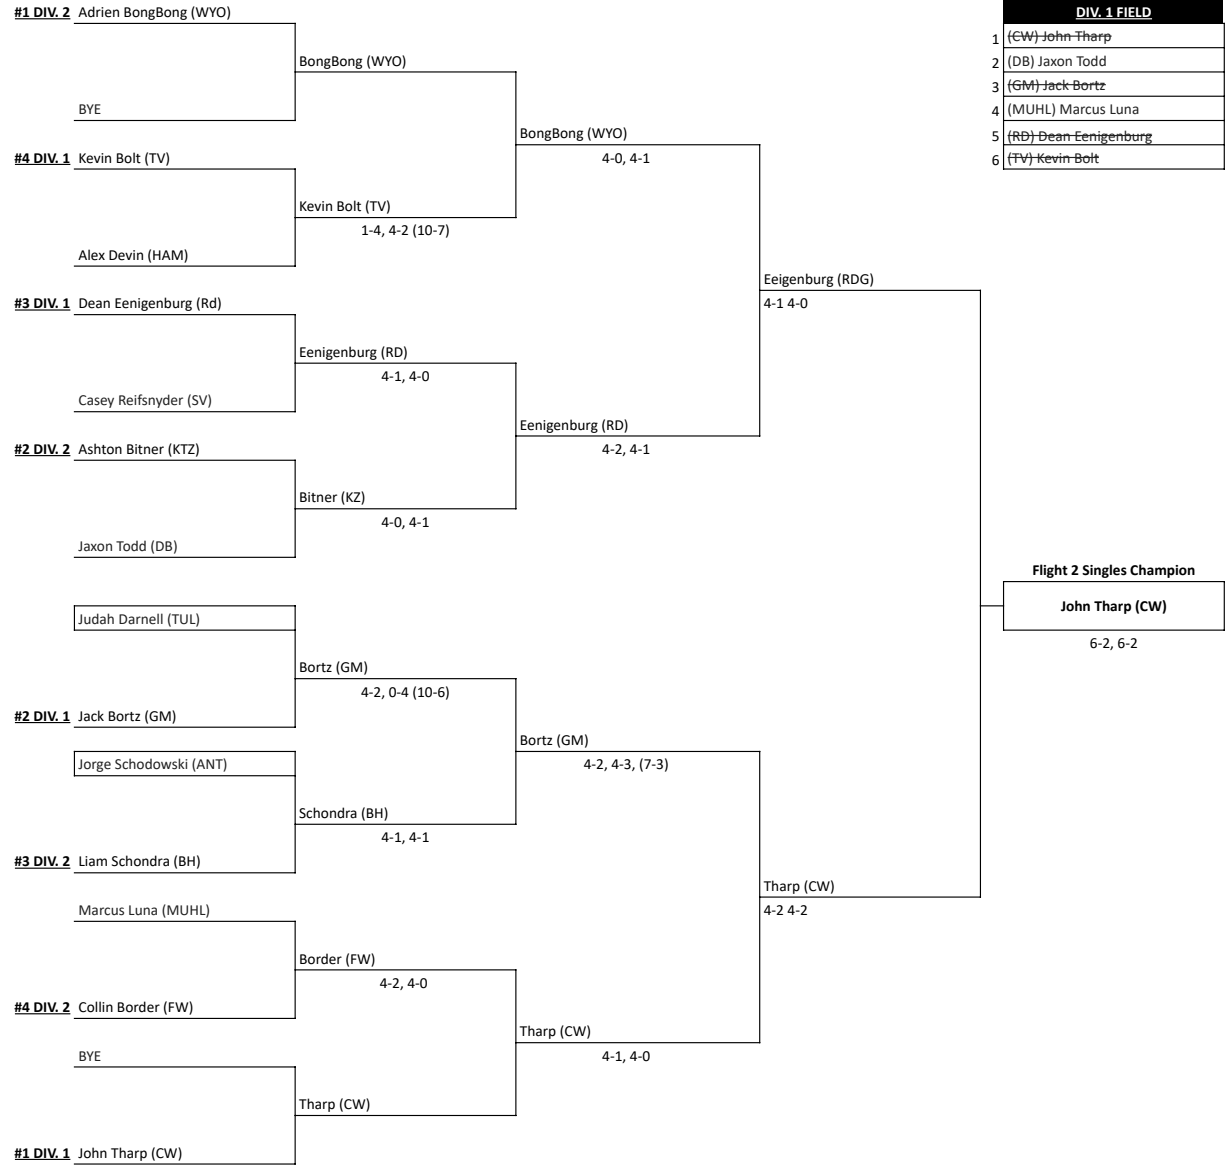 #1 DIV. 2 Adrien BongBong (WYO)
DIV. 1 FIELD
1 (CW) John Tharp
BongBong (WYO)
2 (DB) Jaxon Todd
3 (GM) Jack Bortz
BYE
4 (MUHL) Marcus Luna
BongBong (WYO)
5 (RD) Dean Eenigenburg
#4 DIV. 1 Kevin Bolt (TV)
4-0, 4-1
6 (TV) Kevin Bolt
Kevin Bolt (TV)
1-4, 4-2 (10-7)
Alex Devin (HAM)
Eeigenburg (RDG)
#3 DIV. 1 Dean Eenigenburg (Rd)
4-1 4-0
Eenigenburg (RD)
4-1, 4-0
Casey Reifsnyder (SV)
Eenigenburg (RD)
#2 DIV. 2 Ashton Bitner (KTZ)
4-2, 4-1
Bitner (KZ)
4-0, 4-1
Jaxon Todd (DB)
Flight 2 Singles Champion
John Tharp (CW)
Judah Darnell (TUL)
6-2, 6-2
Bortz (GM)
4-2, 0-4 (10-6)
#2 DIV. 1 Jack Bortz (GM)
Bortz (GM)
Jorge Schodowski (ANT)
4-2, 4-3, (7-3)
Schondra (BH)
4-1, 4-1
#3 DIV. 2 Liam Schondra (BH)
Tharp (CW)
Marcus Luna (MUHL)
4-2 4-2
Border (FW)
4-2, 4-0
#4 DIV. 2 Collin Border (FW)
Tharp (CW)
BYE
4-1, 4-0
Tharp (CW)
#1 DIV. 1 John Tharp (CW)